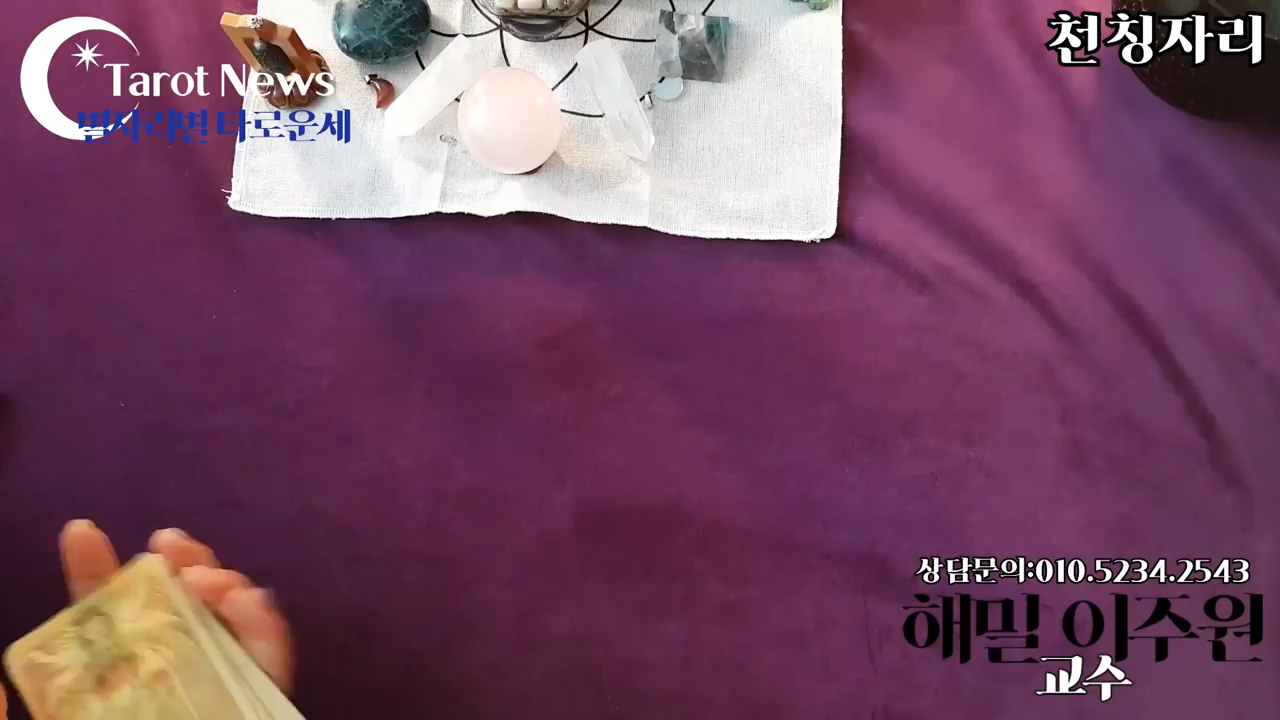 Tarot News
별자리별 타로운세
천칭자리
상담문의:010.5234.2543
해밀 이주원
교수